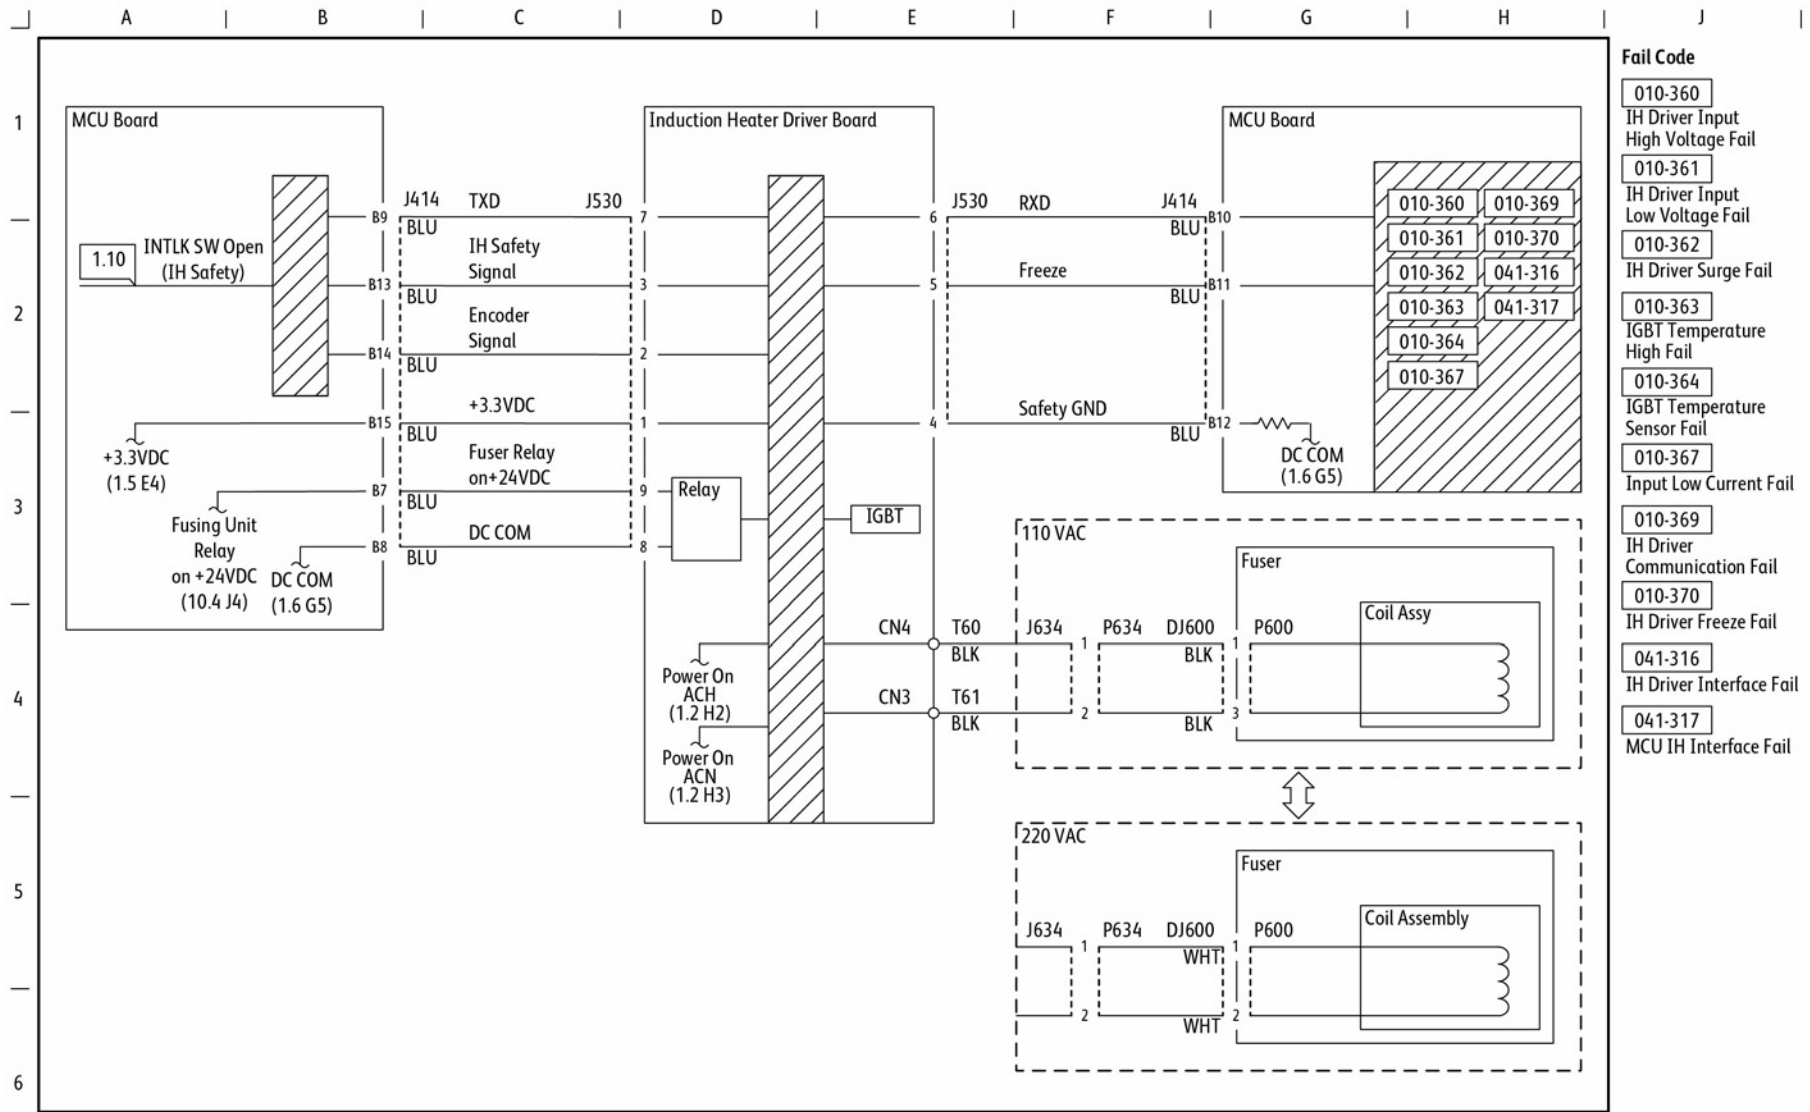 A B C D E F G H J
1
2
3
4
5
6
MCU Board
1.10
INTLK SW Open
(IH Safety)
+3.3VDC
(1.5 E4)
Fusing Unit
Relay
on +24VDC
(10.4 J4)
DC COM
(1.6 G5)
B9
B13
B14
B15
B7
B8
J414 TXD J530
BLU
IH Safety
Signal
BLU
Encoder
Signal
BLU
+3.3VDC
BLU
Fuser Relay
on+24VDC
BLU
DC COM
BLU
Induction Heater Driver Board
7
3
2
1
9
8
Relay
IGBT
6
5
4
Power On
ACH
(1.2 H2)
Power On
ACN
(1.2 H3)
CN4 T60
BLK
CN3 T61
BLK
J530 RXD J414
BLU
Freeze
BLU
Safety GND
BLU
MCU Board
B10
B11
B12
DC COM
(1.6 G5)
010-360 010-369
010-361 010-370
010-362 041-316
010-363 041-317
010-364
010-367
110 VAC
Fuser
Coil Assy
J634 P634 DJ600 P600
1 BLK 1
2 BLK 3
220 VAC
Fuser
Coil Assembly
J634 P634 DJ600 P600
1 WHT 1
2 WHT 2
Fail Code
010-360
IH Driver Input
High Voltage Fail
010-361
IH Driver Input
Low Voltage Fail
010-362
IH Driver Surge Fail
010-363
IGBT Temperature
High Fail
010-364
IGBT Temperature
Sensor Fail
010-367
Input Low Current Fail
010-369
IH Driver
Communication Fail
010-370
IH Driver Freeze Fail
041-316
IH Driver Interface Fail
041-317
MCU IH Interface Fail